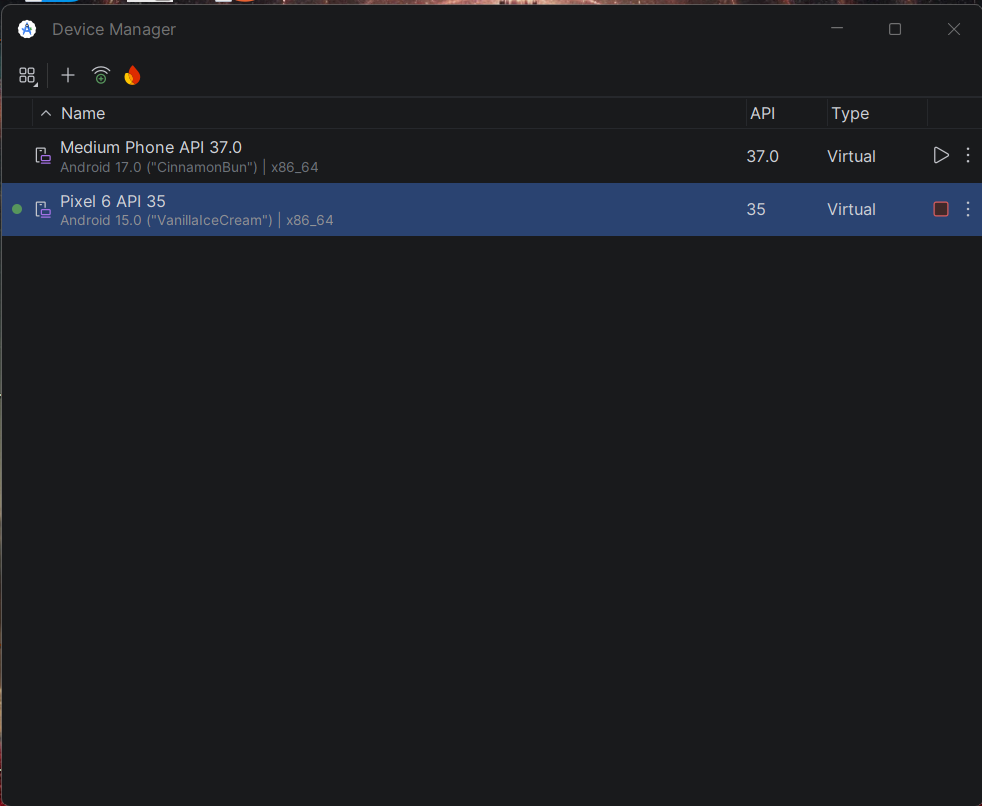 Device Manager
Name API Type
Medium Phone API 37.0
Android 17.0 ("CinnamonBun") | x86_64
37.0 Virtual
Pixel 6 API 35
Android 15.0 ("VanillaIceCream") | x86_64
35 Virtual